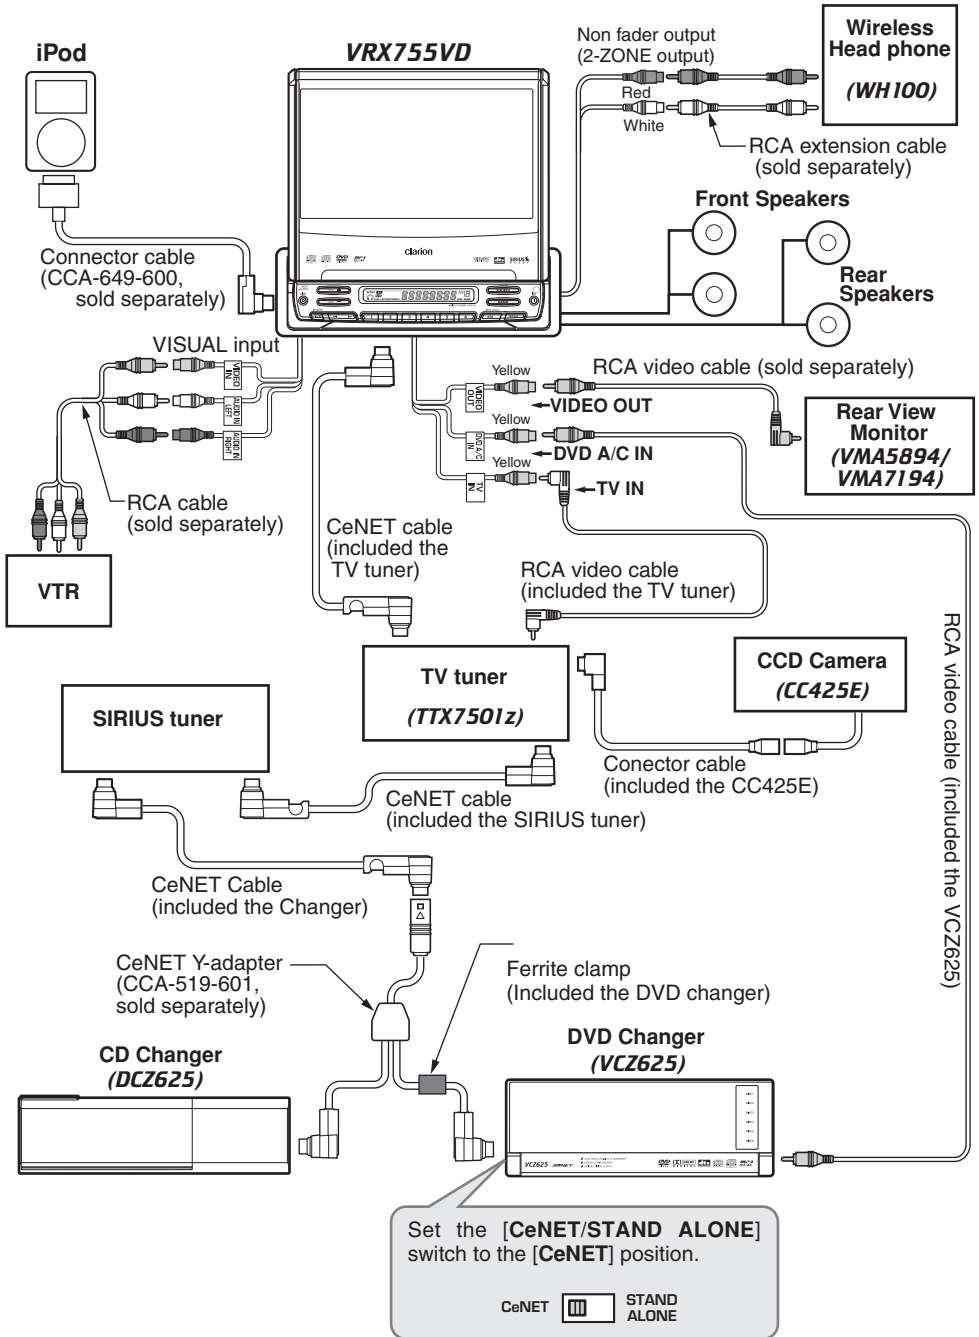 iPod
VRX755VD
Non fader output
(2-ZONE output)
Wireless
Head phone
(WH100)
Red
White
RCA extension cable
(sold separately)
Front Speakers
Rear
Speakers
Connector cable
(CCA-649-600,
sold separately)
clarion
VISUAL input
VIDEO
IN
AUDIO IN
LEFT
AUDIO IN
RIGHT
RCA cable
(sold separately)
VTR
Yellow
VIDEO
OUT
VIDEO OUT
Yellow
DVD A/C
IN
DVD A/C IN
Yellow
TV
IN
TV IN
RCA video cable (sold separately)
Rear View
Monitor
(VMA5894/
VMA7194)
CeNET cable
(included the
TV tuner)
RCA video cable
(included the TV tuner)
RCA video cable (included the VCZ625)
TV tuner
(TTX7501z)
CCD Camera
(CC425E)
SIRIUS tuner
Conector cable
(included the CC425E)
CeNET cable
(included the SIRIUS tuner)
CeNET Cable
(included the Changer)
CeNET Y-adapter
(CCA-519-601,
sold separately)
Ferrite clamp
(Included the DVD changer)
CD Changer
(DCZ625)
DVD Changer
(VCZ625)
VCZ625
Set the [CeNET/STAND ALONE]
switch to the [CeNET] position.
CeNET
STAND
ALONE